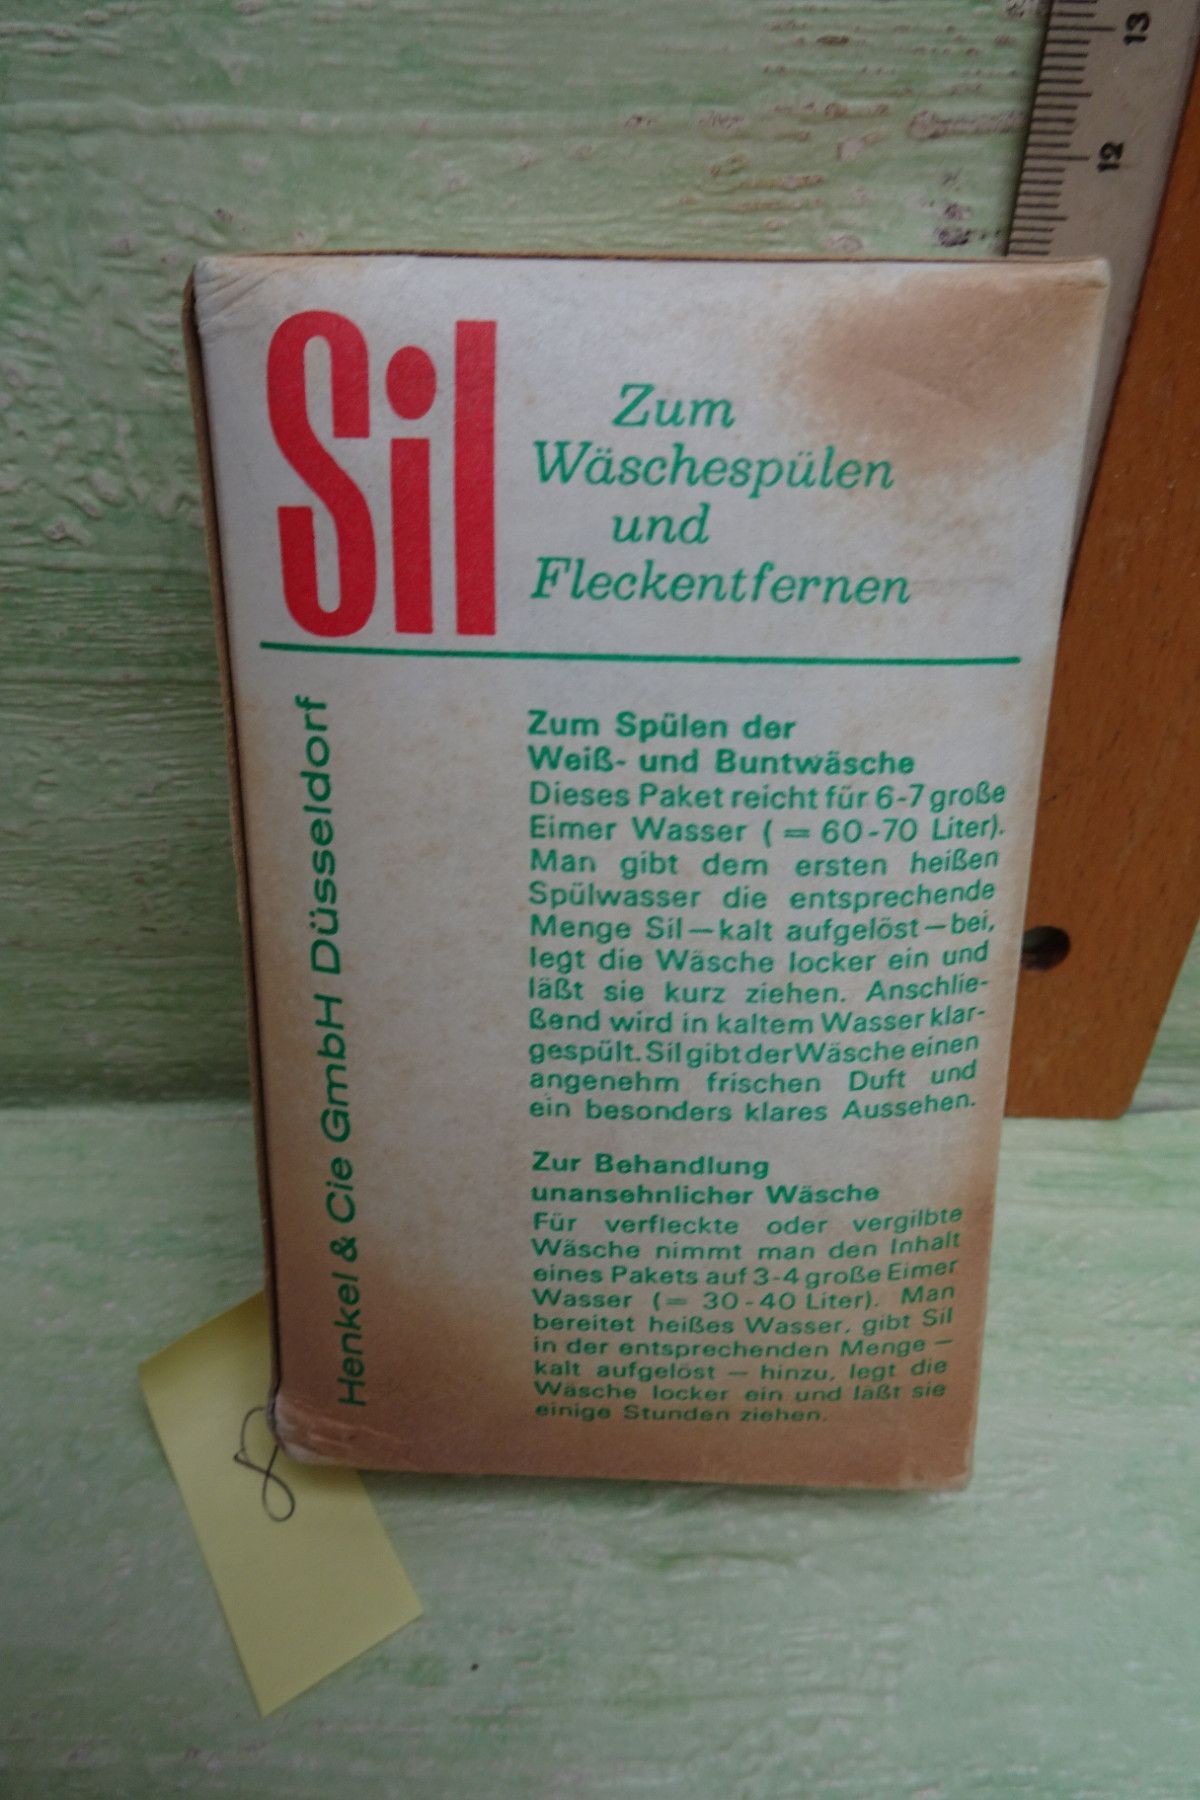 13
12
Sil
Zum
Wäschespülen
und
Fleckentfernen
Henkel & Cie GmbH Düsseldorf
Zum Spülen der
Weiß- und Buntwäsche
Dieses Paket reicht für 6-7 große
Eimer Wasser ( = 60-70 Liter).
Man gibt dem ersten heißen
Spülwasser die entsprechende
Menge Sil — kalt aufgelöst — bei,
legt die Wäsche locker ein und
läßt sie kurz ziehen. Anschlie-
ßend wird in kaltem Wasser klar-
gespült. Sil gibt der Wäsche einen
angenehm frischen Duft und
ein besonders klares Aussehen.
Zur Behandlung
unansehnlicher Wäsche
Für verfleckte oder vergilbte
Wäsche nimmt man den Inhalt
eines Pakets auf 3-4 große Eimer
Wasser (= 30-40 Liter). Man
bereitet heißes Wasser, gibt Sil
in der entsprechenden Menge —
kalt aufgelöst — hinzu, legt die
Wäsche locker ein und läßt sie
einige Stunden ziehen.
8